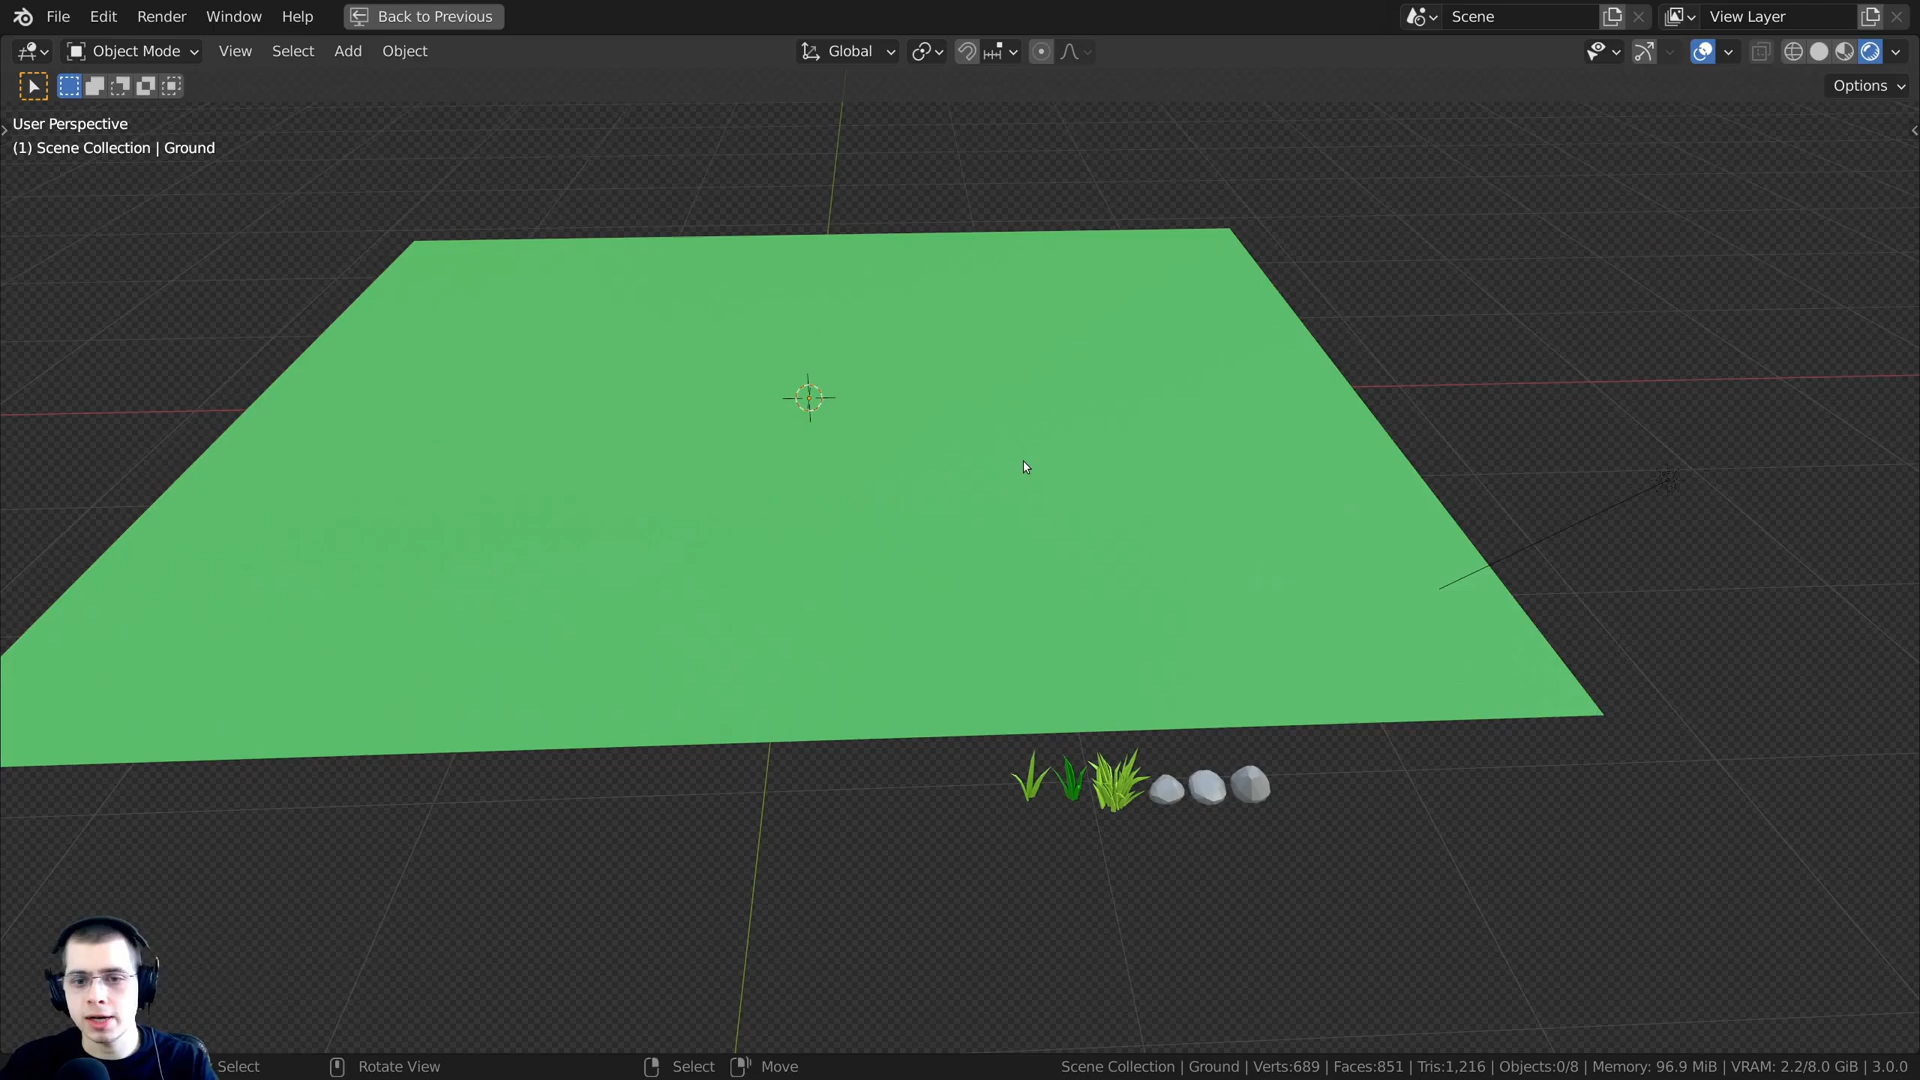 File Edit Render Window Help Back to Previous Scene View Layer
Object Mode View Select Add Object Global
Options
User Perspective
(1) Scene Collection | Ground
Select Rotate View Select Move Scene Collection | Ground | Verts:689 | Faces:851 | Tris:1,216 | Objects:0/8 | Memory: 96.9 MiB | VRAM: 2.2/8.0 GiB | 3.0.0